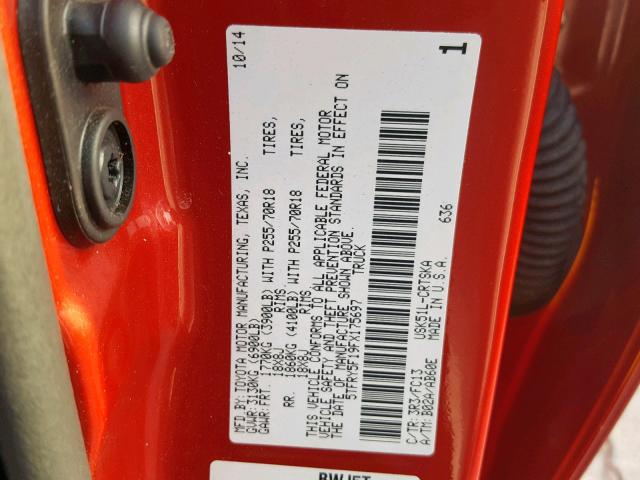 MFD.BY: TOYOTA MOTOR MANUFACTURING, TEXAS, INC. 10/14
GVWR: 3130KG (6900LB)
GAWR: FRT. 1770KG (3900LB) WITH P255/70R18 TIRES,
18X8J RIMS
RR. 1860KG (4100LB) WITH P255/70R18 TIRES,
18X8J RIMS
THIS VEHICLE CONFORMS TO ALL APPLICABLE FEDERAL MOTOR
VEHICLE SAFETY AND THEFT PREVENTION STANDARDS IN EFFECT ON
THE DATE OF MANUFACTURE SHOWN ABOVE.
5TFRY5F19FX175697 TRUCK
C/TR: 3R3/FC13 USK51L-CRTSKA 636
A/TM: B02A/AB60E MADE IN U.S.A.
1